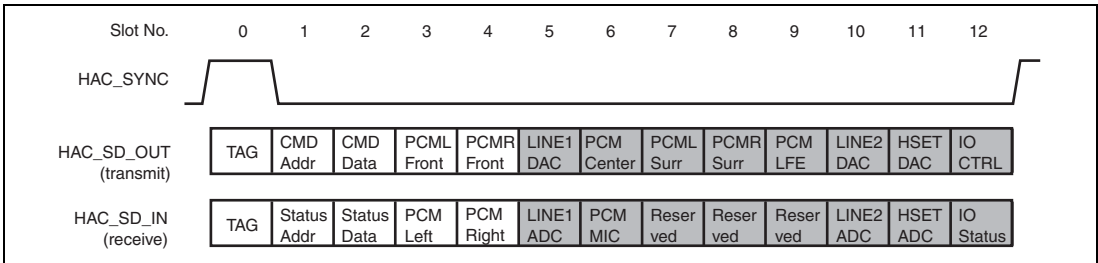 Slot No. 0 1 2 3 4 5 6 7 8 9 10 11 12
HAC_SYNC
HAC_SD_OUT
(transmit)
TAG CMD CMD PCML PCMR LINE1 PCM PCML PCMR PCM LINE2 HSET IO
Addr Data Front Front DAC Center Surr Surr LFE DAC DAC CTRL
HAC_SD_IN
(receive)
TAG Status Status PCM PCM LINE1 PCM Reser Reser Reser LINE2 HSET IO
Addr Data Left Right ADC MIC ved ved ved ADC ADC Status